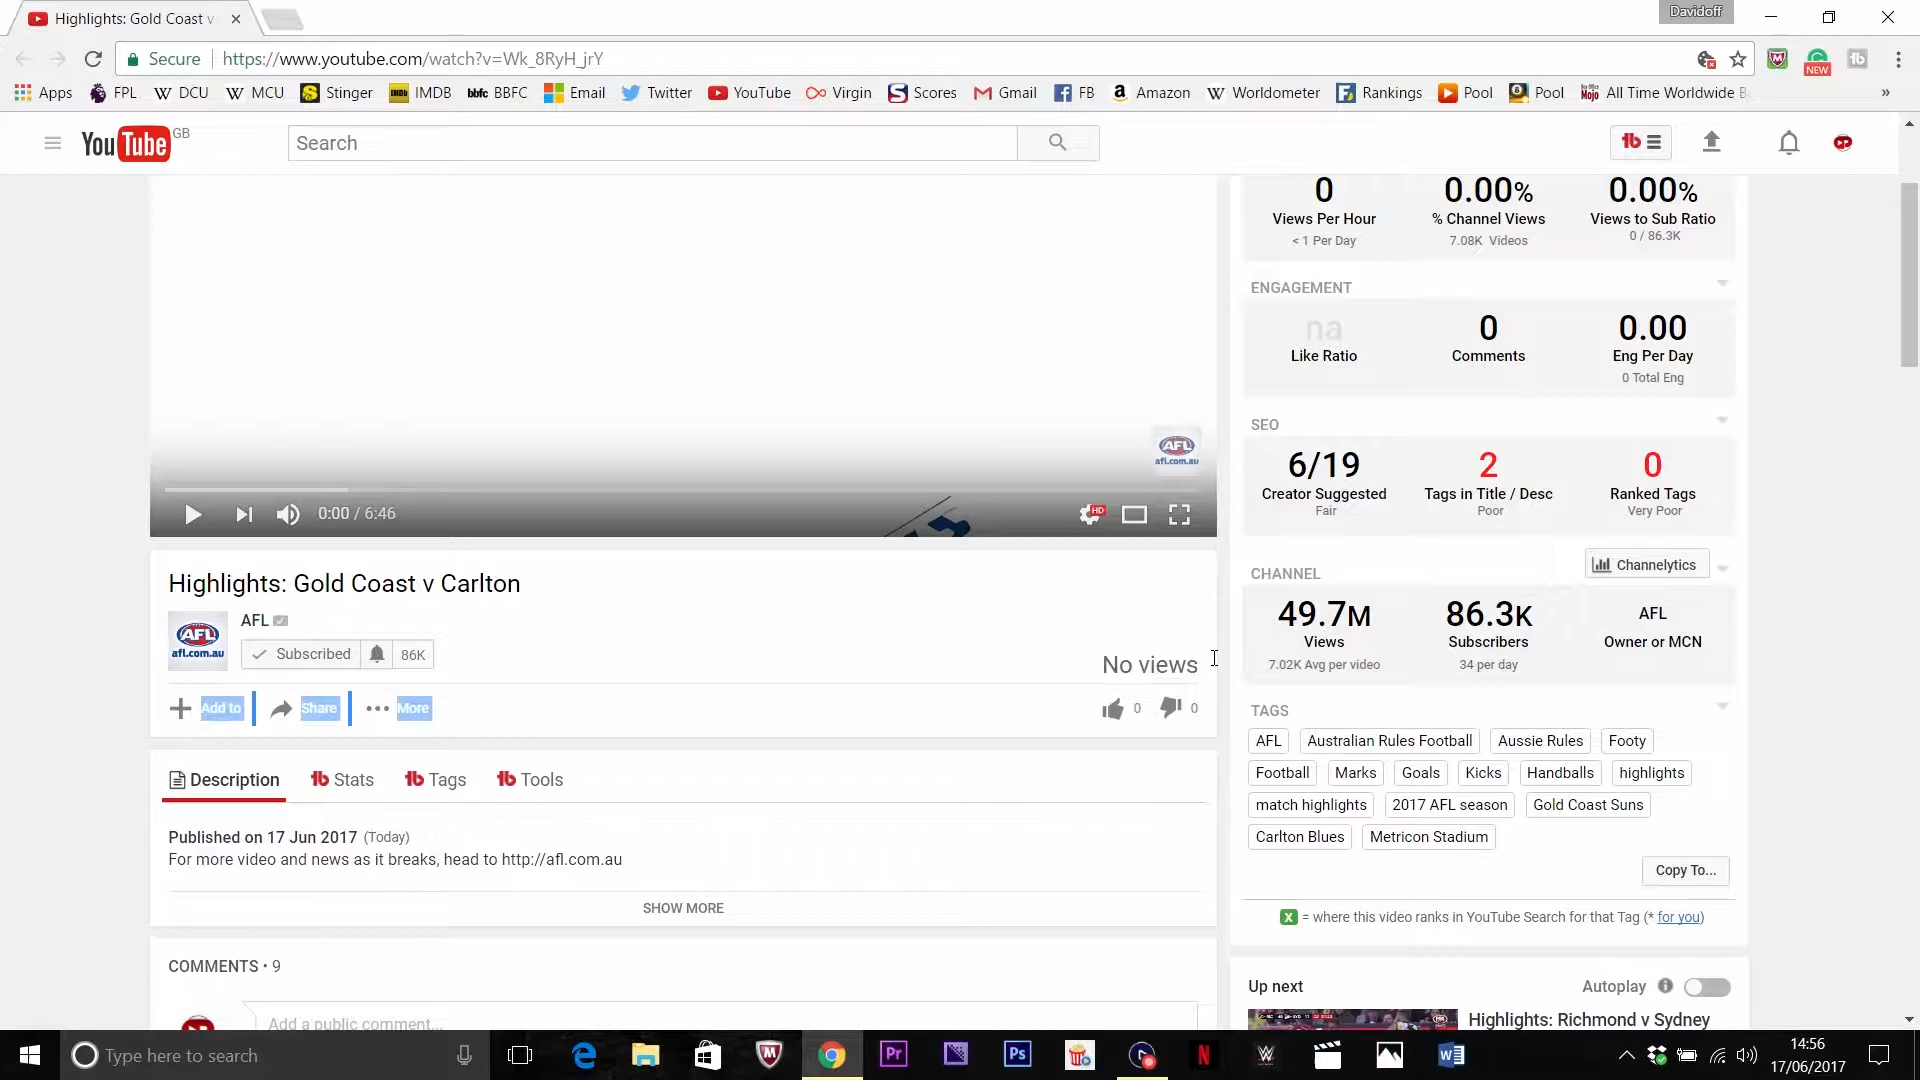 Highlights: Gold Coast v
Davidoff
Secure https://www.youtube.com/watch?v=Wk_8RyH_jrY
NEW
Apps FPL DCU MCU Stinger IMDB BBFC Email Twitter YouTube Virgin Scores Gmail FB Amazon Worldometer Rankings Pool Pool All Time Worldwide B
YouTube GB
Search
0 0.00% 0.00%
Views Per Hour % Channel Views Views to Sub Ratio
< 1 Per Day 7.08K Videos 0 / 86.3K
ENGAGEMENT
na 0 0.00
Like Ratio Comments Eng Per Day
0 Total Eng
SEO
6/19 2 0
Creator Suggested Tags in Title / Desc Ranked Tags
Fair Poor Very Poor
AFL
afl.com.au
0:00 / 6:46
HD
Highlights: Gold Coast v Carlton
AFL
AFL
afl.com.au
Subscribed 86K
No views
Add to Share More
0 0
CHANNEL Channelytics
49.7M 86.3K AFL
Views Subscribers Owner or MCN
7.02K Avg per video 34 per day
TAGS
AFL Australian Rules Football Aussie Rules Footy
Football Marks Goals Kicks Handballs highlights
match highlights 2017 AFL season Gold Coast Suns
Carlton Blues Metricon Stadium
Copy To...
X = where this video ranks in YouTube Search for that Tag (* for you)
Description Stats Tags Tools
Published on 17 Jun 2017 (Today)
For more video and news as it breaks, head to http://afl.com.au
SHOW MORE
COMMENTS • 9
Add a public comment...
Up next Autoplay
Highlights: Richmond v Sydney
Type here to search
14:56
17/06/2017